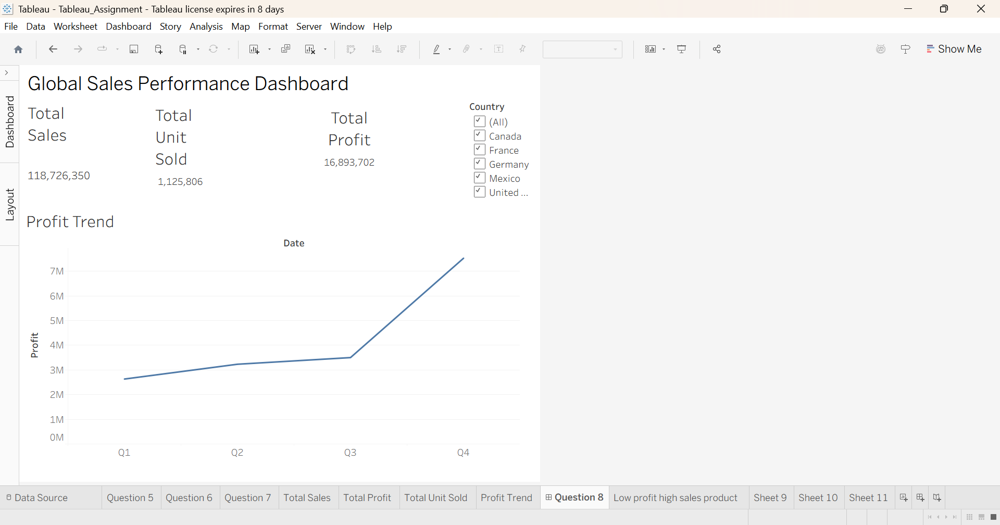 Tableau - Tableau_Assignment - Tableau license expires in 8 days
File Data Worksheet Dashboard Story Analysis Map Format Server Window Help
Show Me
Dashboard
Layout
Global Sales Performance Dashboard
Total
Sales
118,726,350
Total
Unit
Sold
1,125,806
Total
Profit
16,893,702
Country
(All)
Canada
France
Germany
Mexico
United ...
Profit Trend
Date
Profit
7M
6M
5M
4M
3M
2M
1M
0M
Q1 Q2 Q3 Q4
Data Source Question 5 Question 6 Question 7 Total Sales Total Profit Total Unit Sold Profit Trend Question 8 Low profit high sales product Sheet 9 Sheet 10 Sheet 11